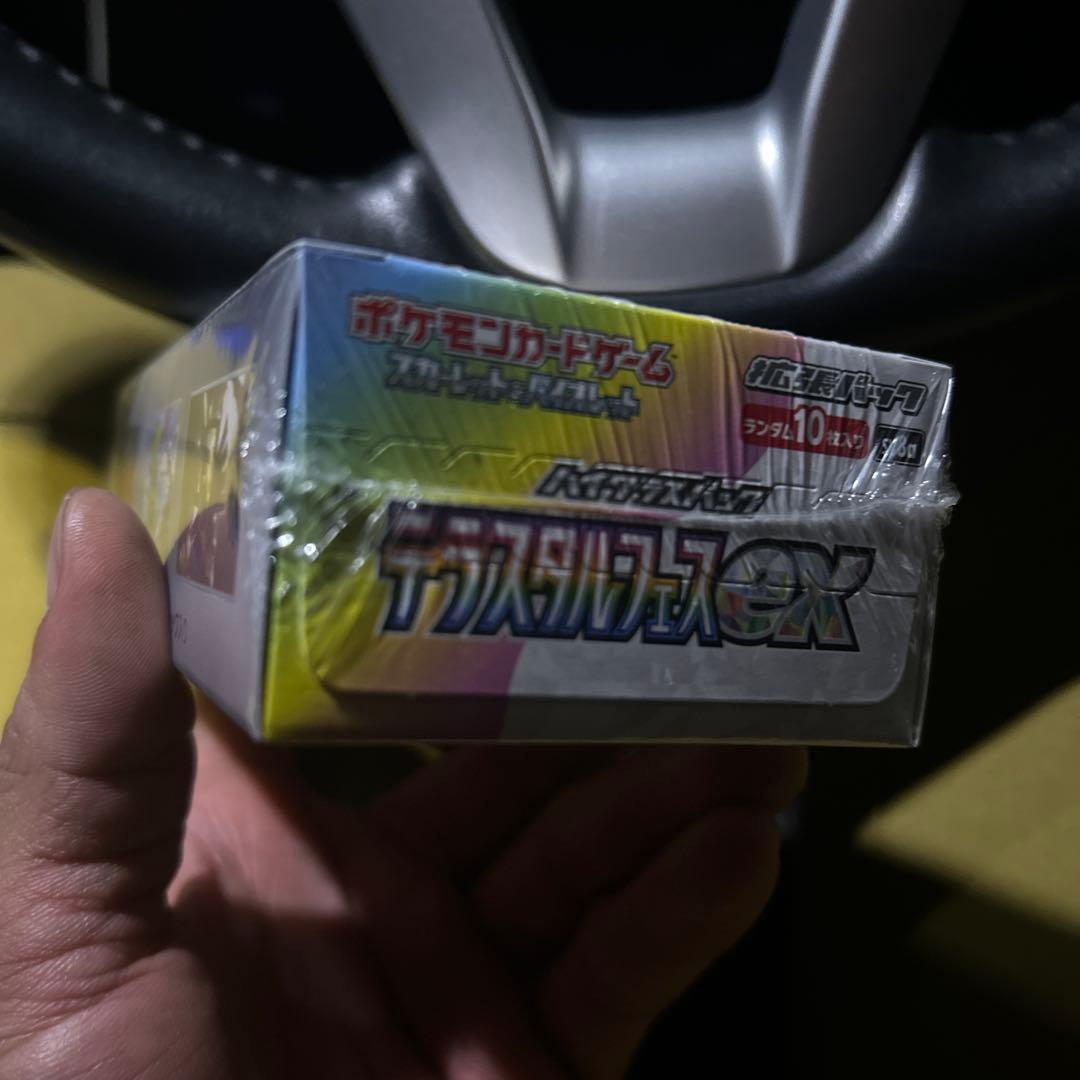 ポケモンカードゲーム
スカーレット&バイオレット
拡張パック
ランダム10枚入り
sv8a
ハイクラスパック
テラスタルフェスex